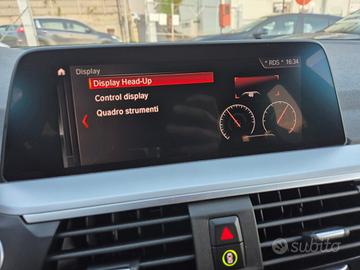 RDS 16:34
Display
Display Head-Up
Control display
Quadro strumenti
subito